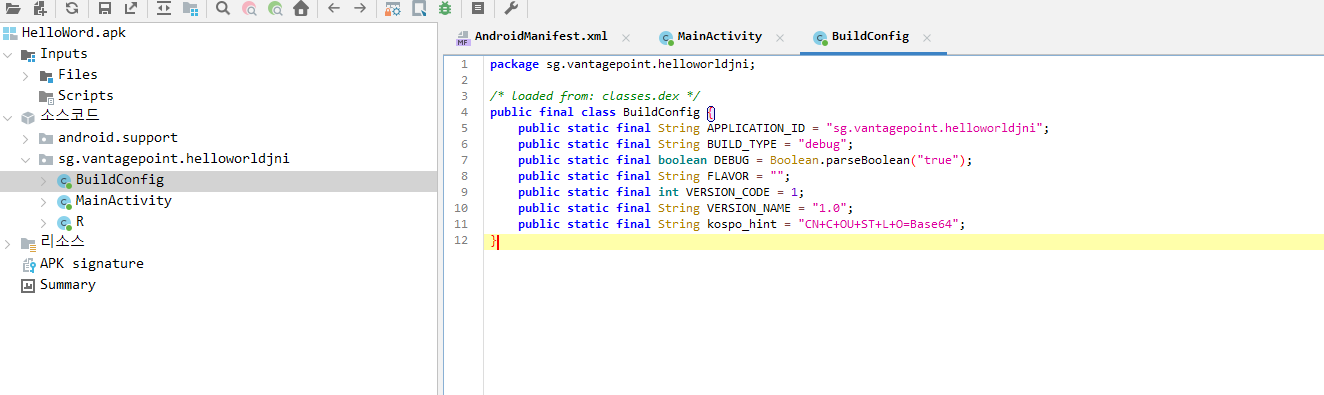 HelloWord.apk
Inputs
Files
Scripts
소스코드
android.support
sg.vantagepoint.helloworldjni
BuildConfig
MainActivity
R
리소스
APK signature
Summary
MF AndroidManifest.xml
C MainActivity
C BuildConfig
1 package sg.vantagepoint.helloworldjni;
2
3 /* loaded from: classes.dex */
4 public final class BuildConfig {
5 public static final String APPLICATION_ID = "sg.vantagepoint.helloworldjni";
6 public static final String BUILD_TYPE = "debug";
7 public static final boolean DEBUG = Boolean.parseBoolean("true");
8 public static final String FLAVOR = "";
9 public static final int VERSION_CODE = 1;
10 public static final String VERSION_NAME = "1.0";
11 public static final String kospo_hint = "CN+C+OU+ST+L+O=Base64";
12 }